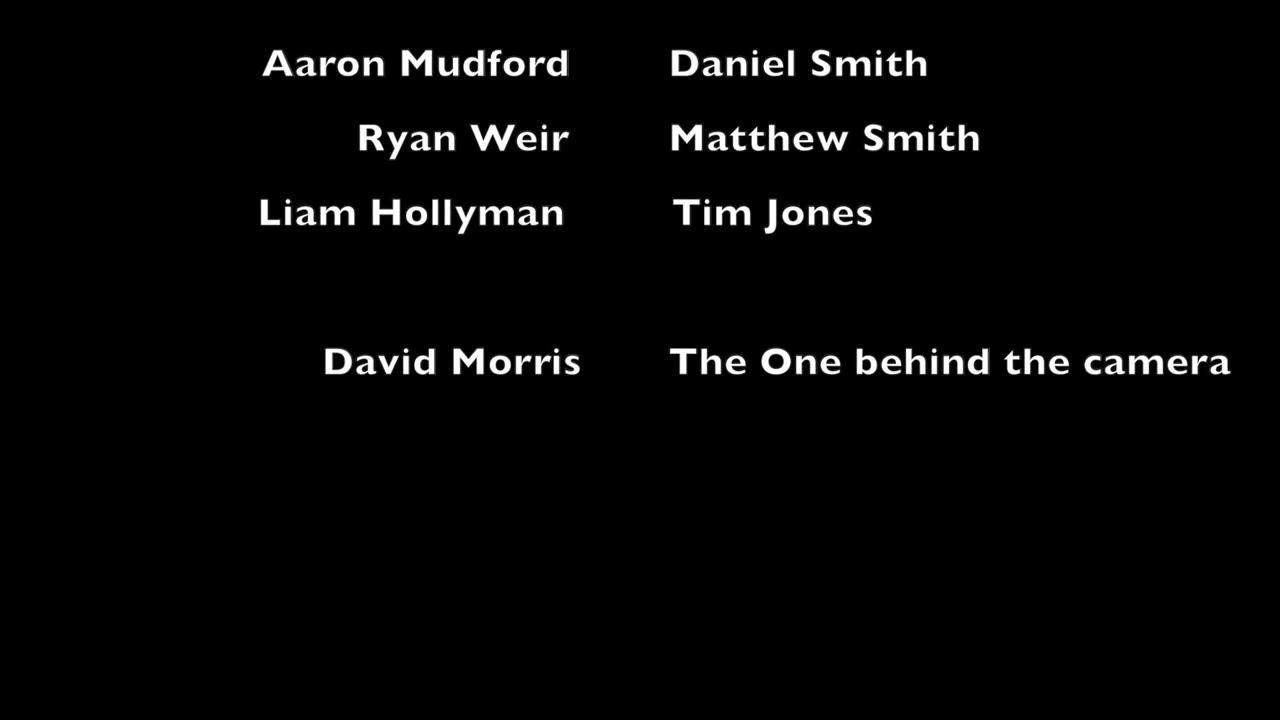 Aaron Mudford Daniel Smith
Ryan Weir Matthew Smith
Liam Hollyman Tim Jones
David Morris The One behind the camera